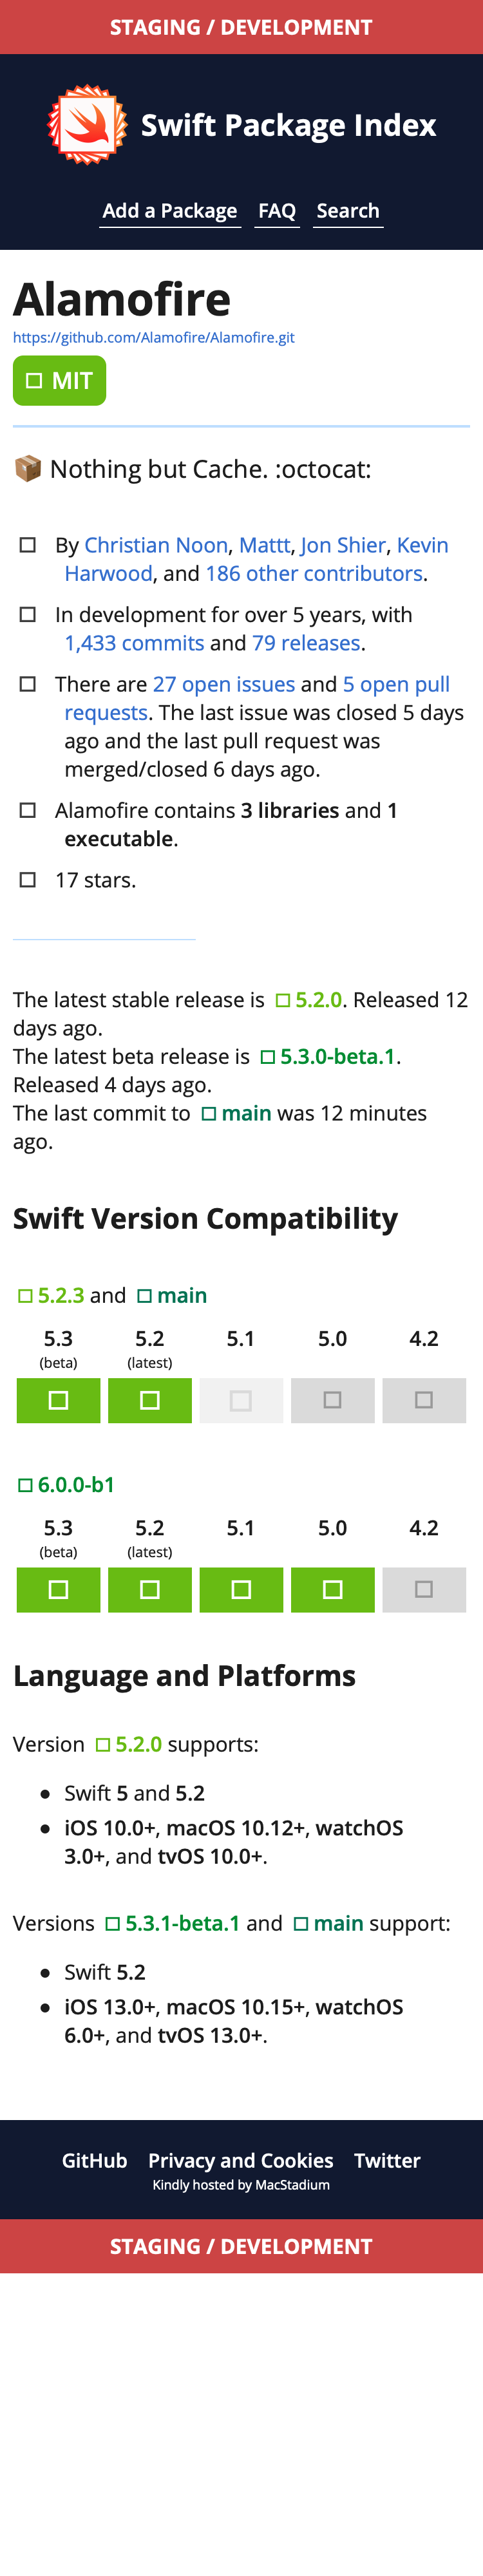 STAGING / DEVELOPMENT
Swift Package Index
Add a Package FAQ Search
Alamofire
https://github.com/Alamofire/Alamofire.git
MIT
📦 Nothing but Cache. :octocat:
By Christian Noon, Mattt, Jon Shier, Kevin
Harwood, and 186 other contributors.
In development for over 5 years, with
1,433 commits and 79 releases.
There are 27 open issues and 5 open pull
requests. The last issue was closed 5 days
ago and the last pull request was
merged/closed 6 days ago.
Alamofire contains 3 libraries and 1
executable.
17 stars.
The latest stable release is 5.2.0. Released 12
days ago.
The latest beta release is 5.3.0-beta.1.
Released 4 days ago.
The last commit to main was 12 minutes
ago.
Swift Version Compatibility
5.2.3 and main
5.3 5.2 5.1 5.0 4.2
(beta) (latest)
6.0.0-b1
5.3 5.2 5.1 5.0 4.2
(beta) (latest)
Language and Platforms
Version 5.2.0 supports:
• Swift 5 and 5.2
• iOS 10.0+, macOS 10.12+, watchOS
3.0+, and tvOS 10.0+.
Versions 5.3.1-beta.1 and main support:
• Swift 5.2
• iOS 13.0+, macOS 10.15+, watchOS
6.0+, and tvOS 13.0+.
GitHub Privacy and Cookies Twitter
Kindly hosted by MacStadium
STAGING / DEVELOPMENT